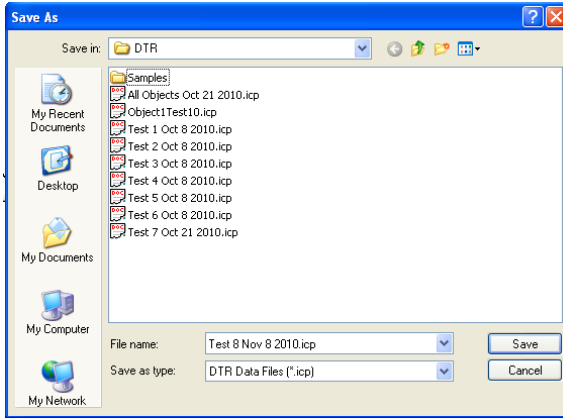 Save As
Save in: DTR
Samples
All Objects Oct 21 2010.icp
Object1Test10.icp
Test 1 Oct 8 2010.icp
Test 2 Oct 8 2010.icp
Test 3 Oct 8 2010.icp
Test 4 Oct 8 2010.icp
Test 5 Oct 8 2010.icp
Test 6 Oct 8 2010.icp
Test 7 Oct 21 2010.icp
My Recent
Documents
Desktop
My Documents
My Computer
My Network
File name: Test 8 Nov 8 2010.icp Save
Save as type: DTR Data Files (*.icp) Cancel